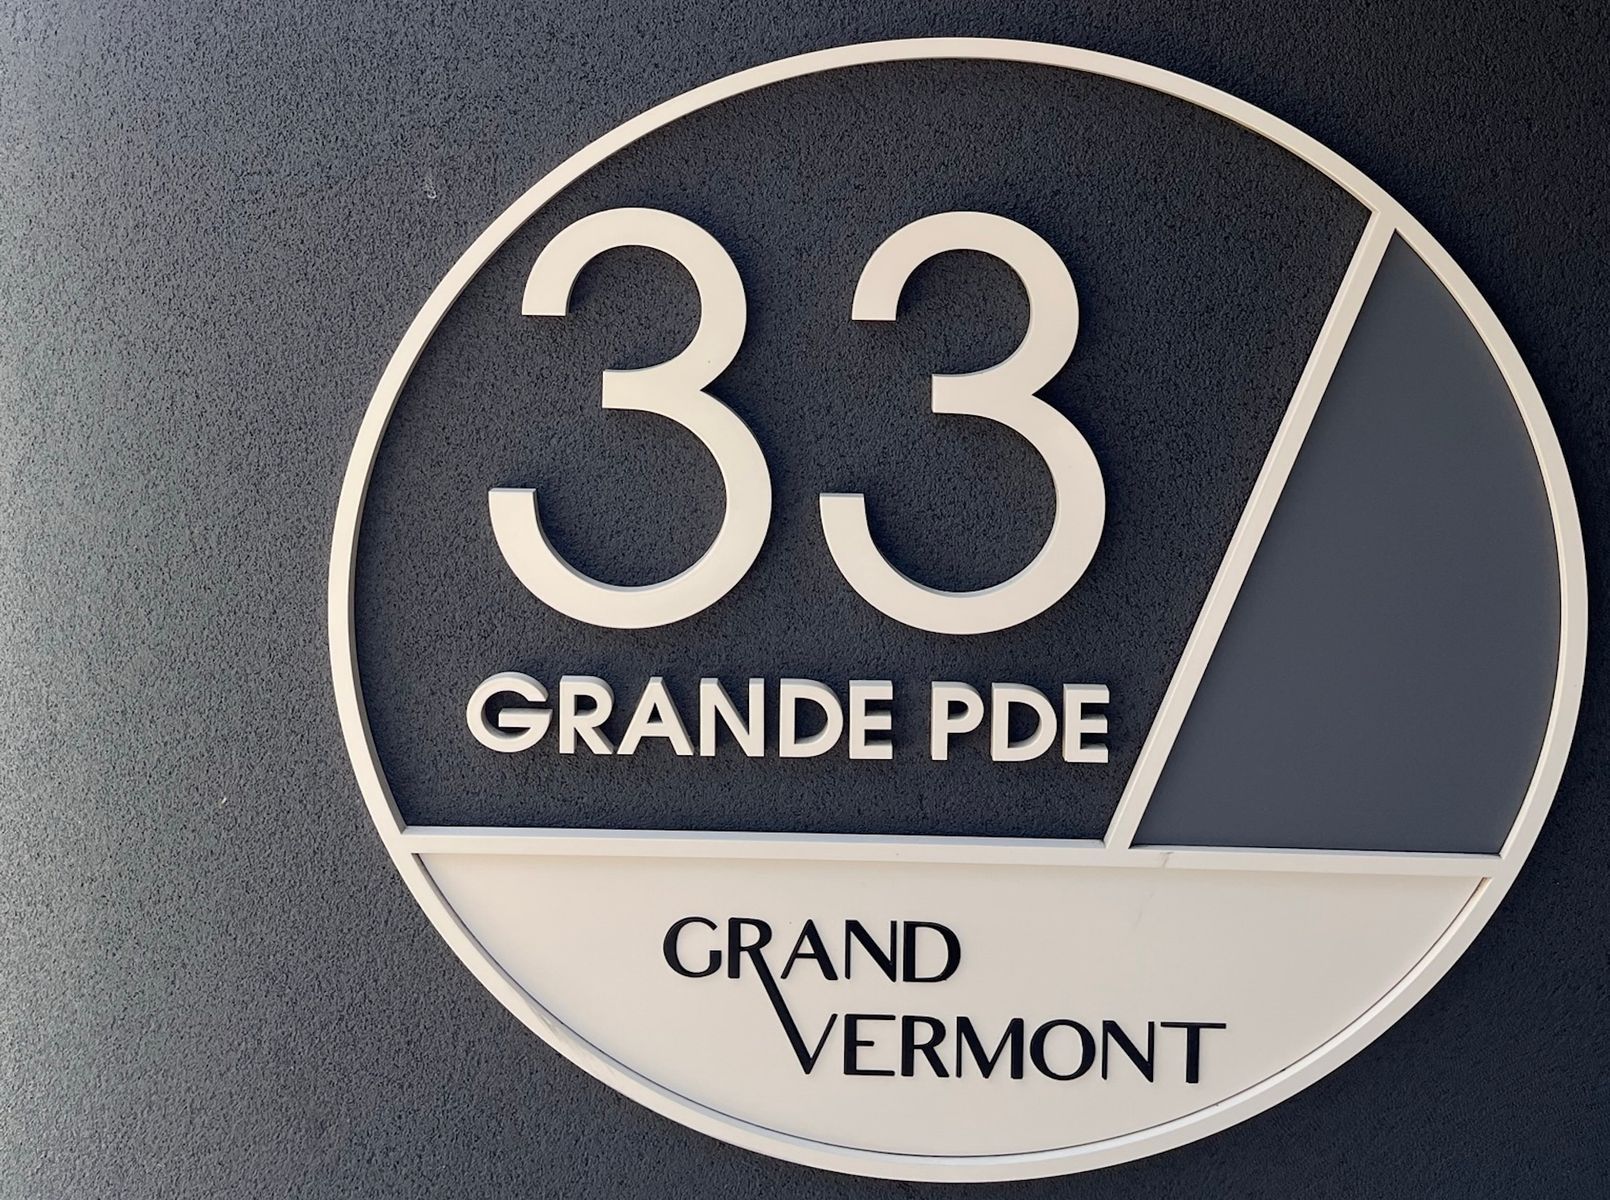 33
GRANDE PDE
GRAND
VERMONT